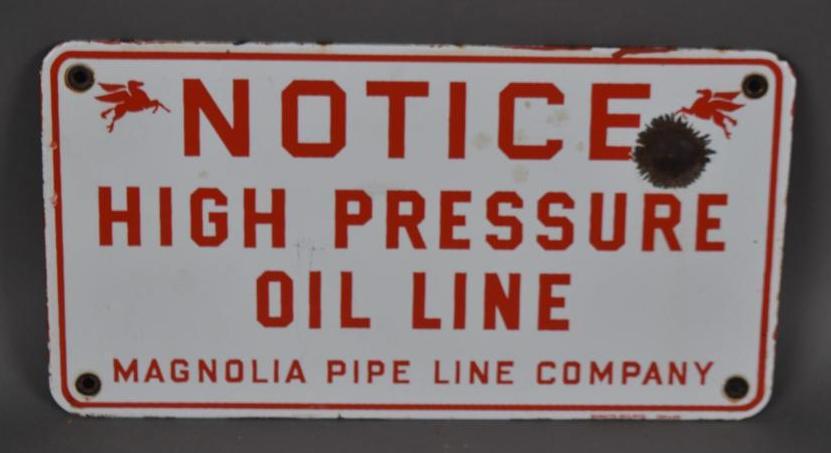 NOTICE
HIGH PRESSURE
OIL LINE
MAGNOLIA PIPE LINE COMPANY